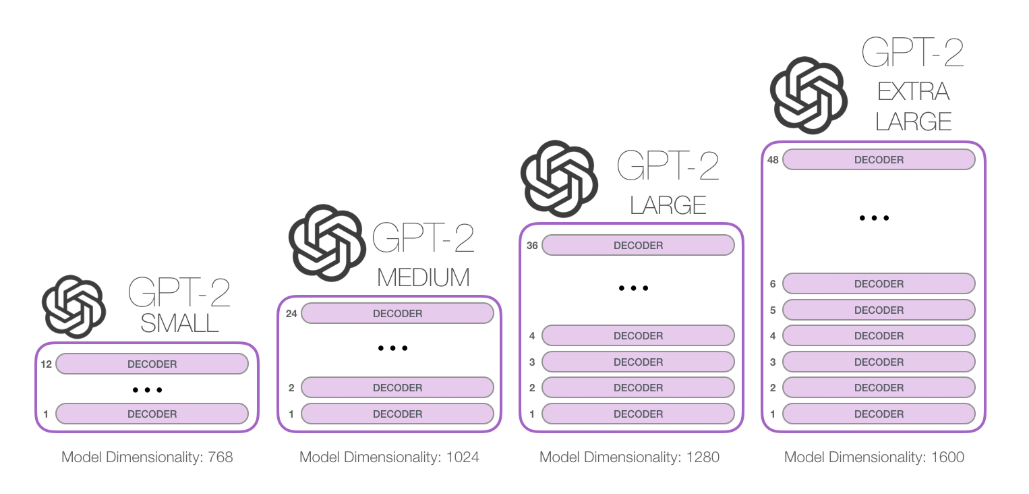 GPT-2
SMALL
12 DECODER
...
1 DECODER
Model Dimensionality: 768
GPT-2
MEDIUM
24 DECODER
...
2 DECODER
1 DECODER
Model Dimensionality: 1024
GPT-2
LARGE
36 DECODER
...
4 DECODER
3 DECODER
2 DECODER
1 DECODER
Model Dimensionality: 1280
GPT-2
EXTRA
LARGE
48 DECODER
...
6 DECODER
5 DECODER
4 DECODER
3 DECODER
2 DECODER
1 DECODER
Model Dimensionality: 1600